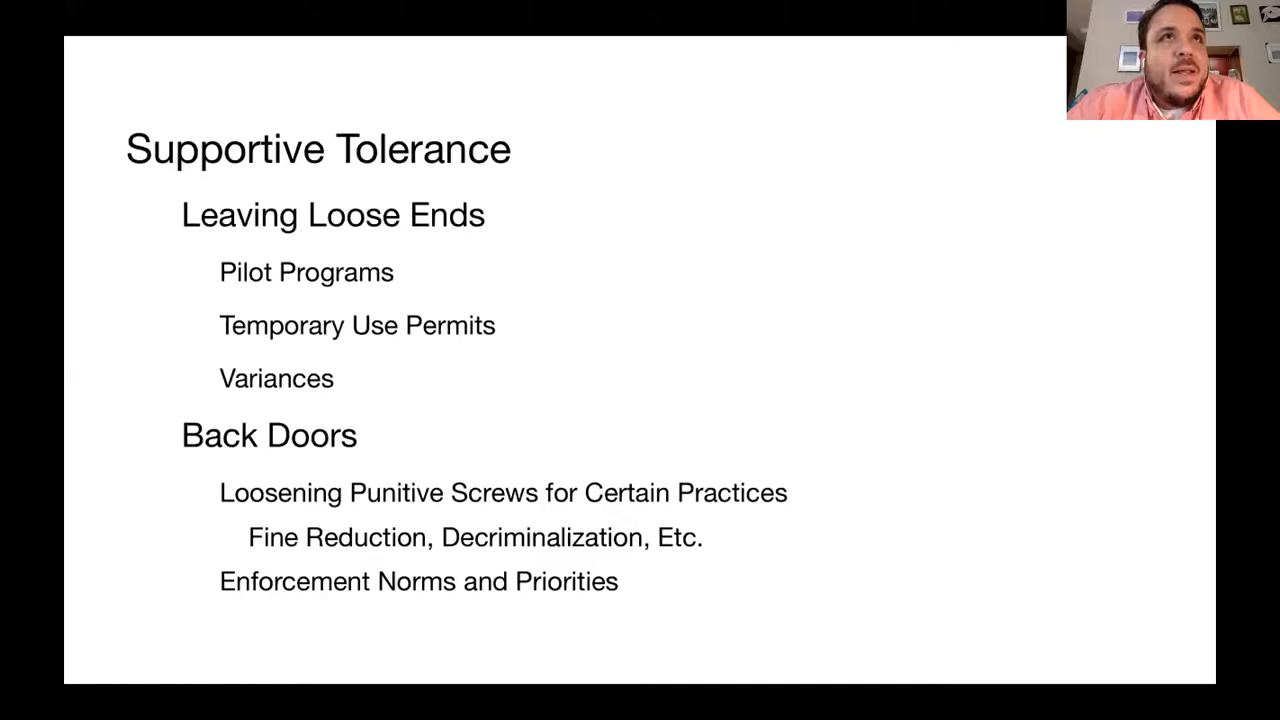 Supportive Tolerance
Leaving Loose Ends
Pilot Programs
Temporary Use Permits
Variances
Back Doors
Loosening Punitive Screws for Certain Practices
Fine Reduction, Decriminalization, Etc.
Enforcement Norms and Priorities